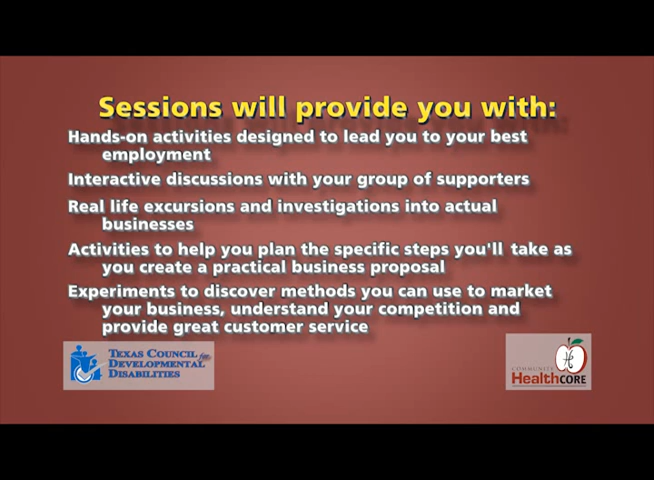 Sessions will provide you with:
Hands-on activities designed to lead you to your best
employment
Interactive discussions with your group of supporters
Real life excursions and investigations into actual
businesses
Activities to help you plan the specific steps you'll take as
you create a practical business proposal
Experiments to discover methods you can use to market
your business, understand your competition and
provide great customer service
TEXAS COUNCIL for
DEVELOPMENTAL
DISABILITIES
COMMUNITY
HealthCORE